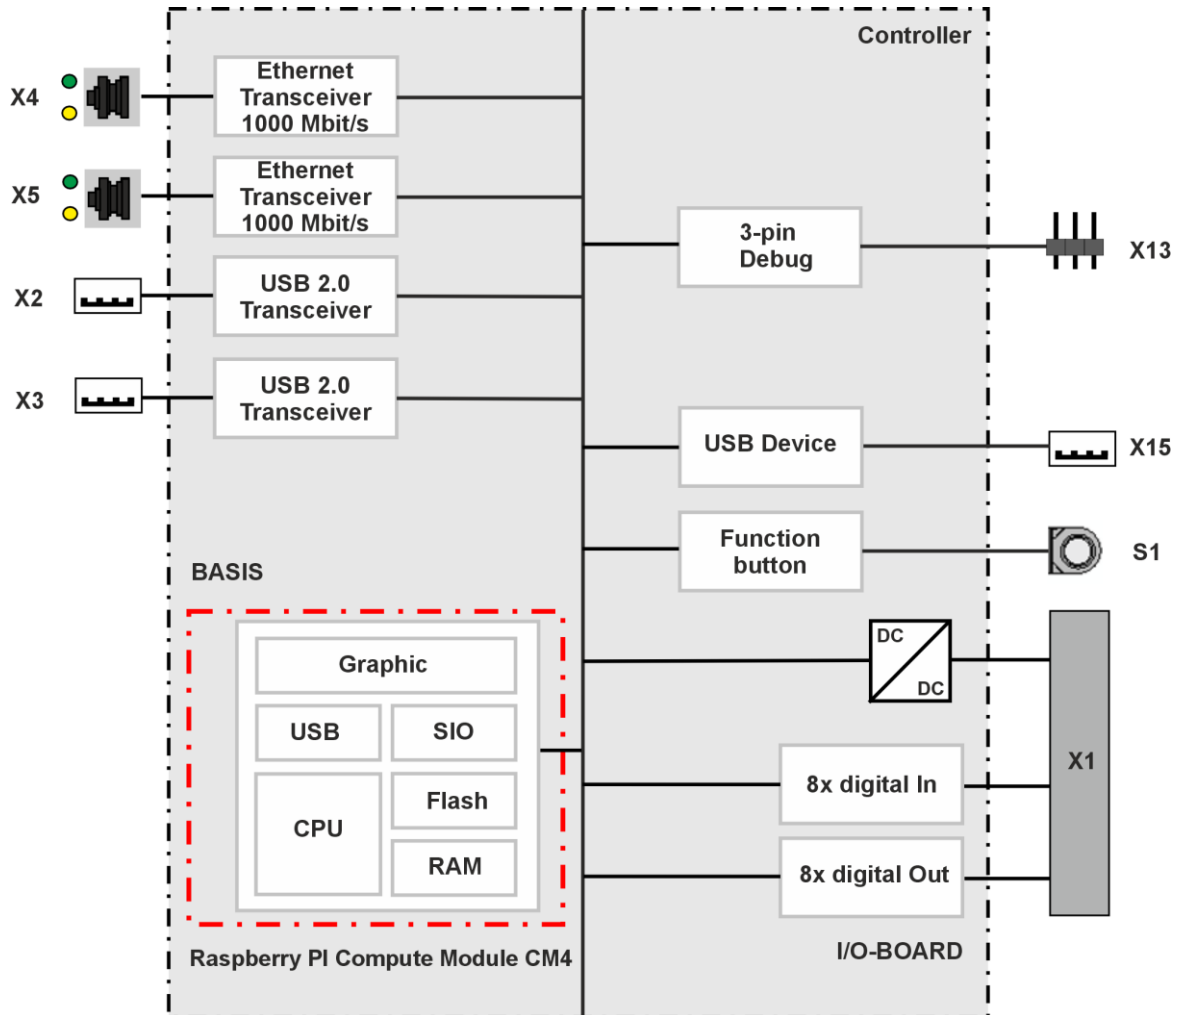 Controller
X4
Ethernet
Transceiver
1000 Mbit/s
X5
Ethernet
Transceiver
1000 Mbit/s
3-pin
Debug
X13
X2
USB 2.0
Transceiver
X3
USB 2.0
Transceiver
USB Device
X15
Function
button
S1
BASIS
Graphic
USB
SIO
CPU
Flash
RAM
DC
DC
X1
8x digital In
8x digital Out
Raspberry PI Compute Module CM4
I/O-BOARD